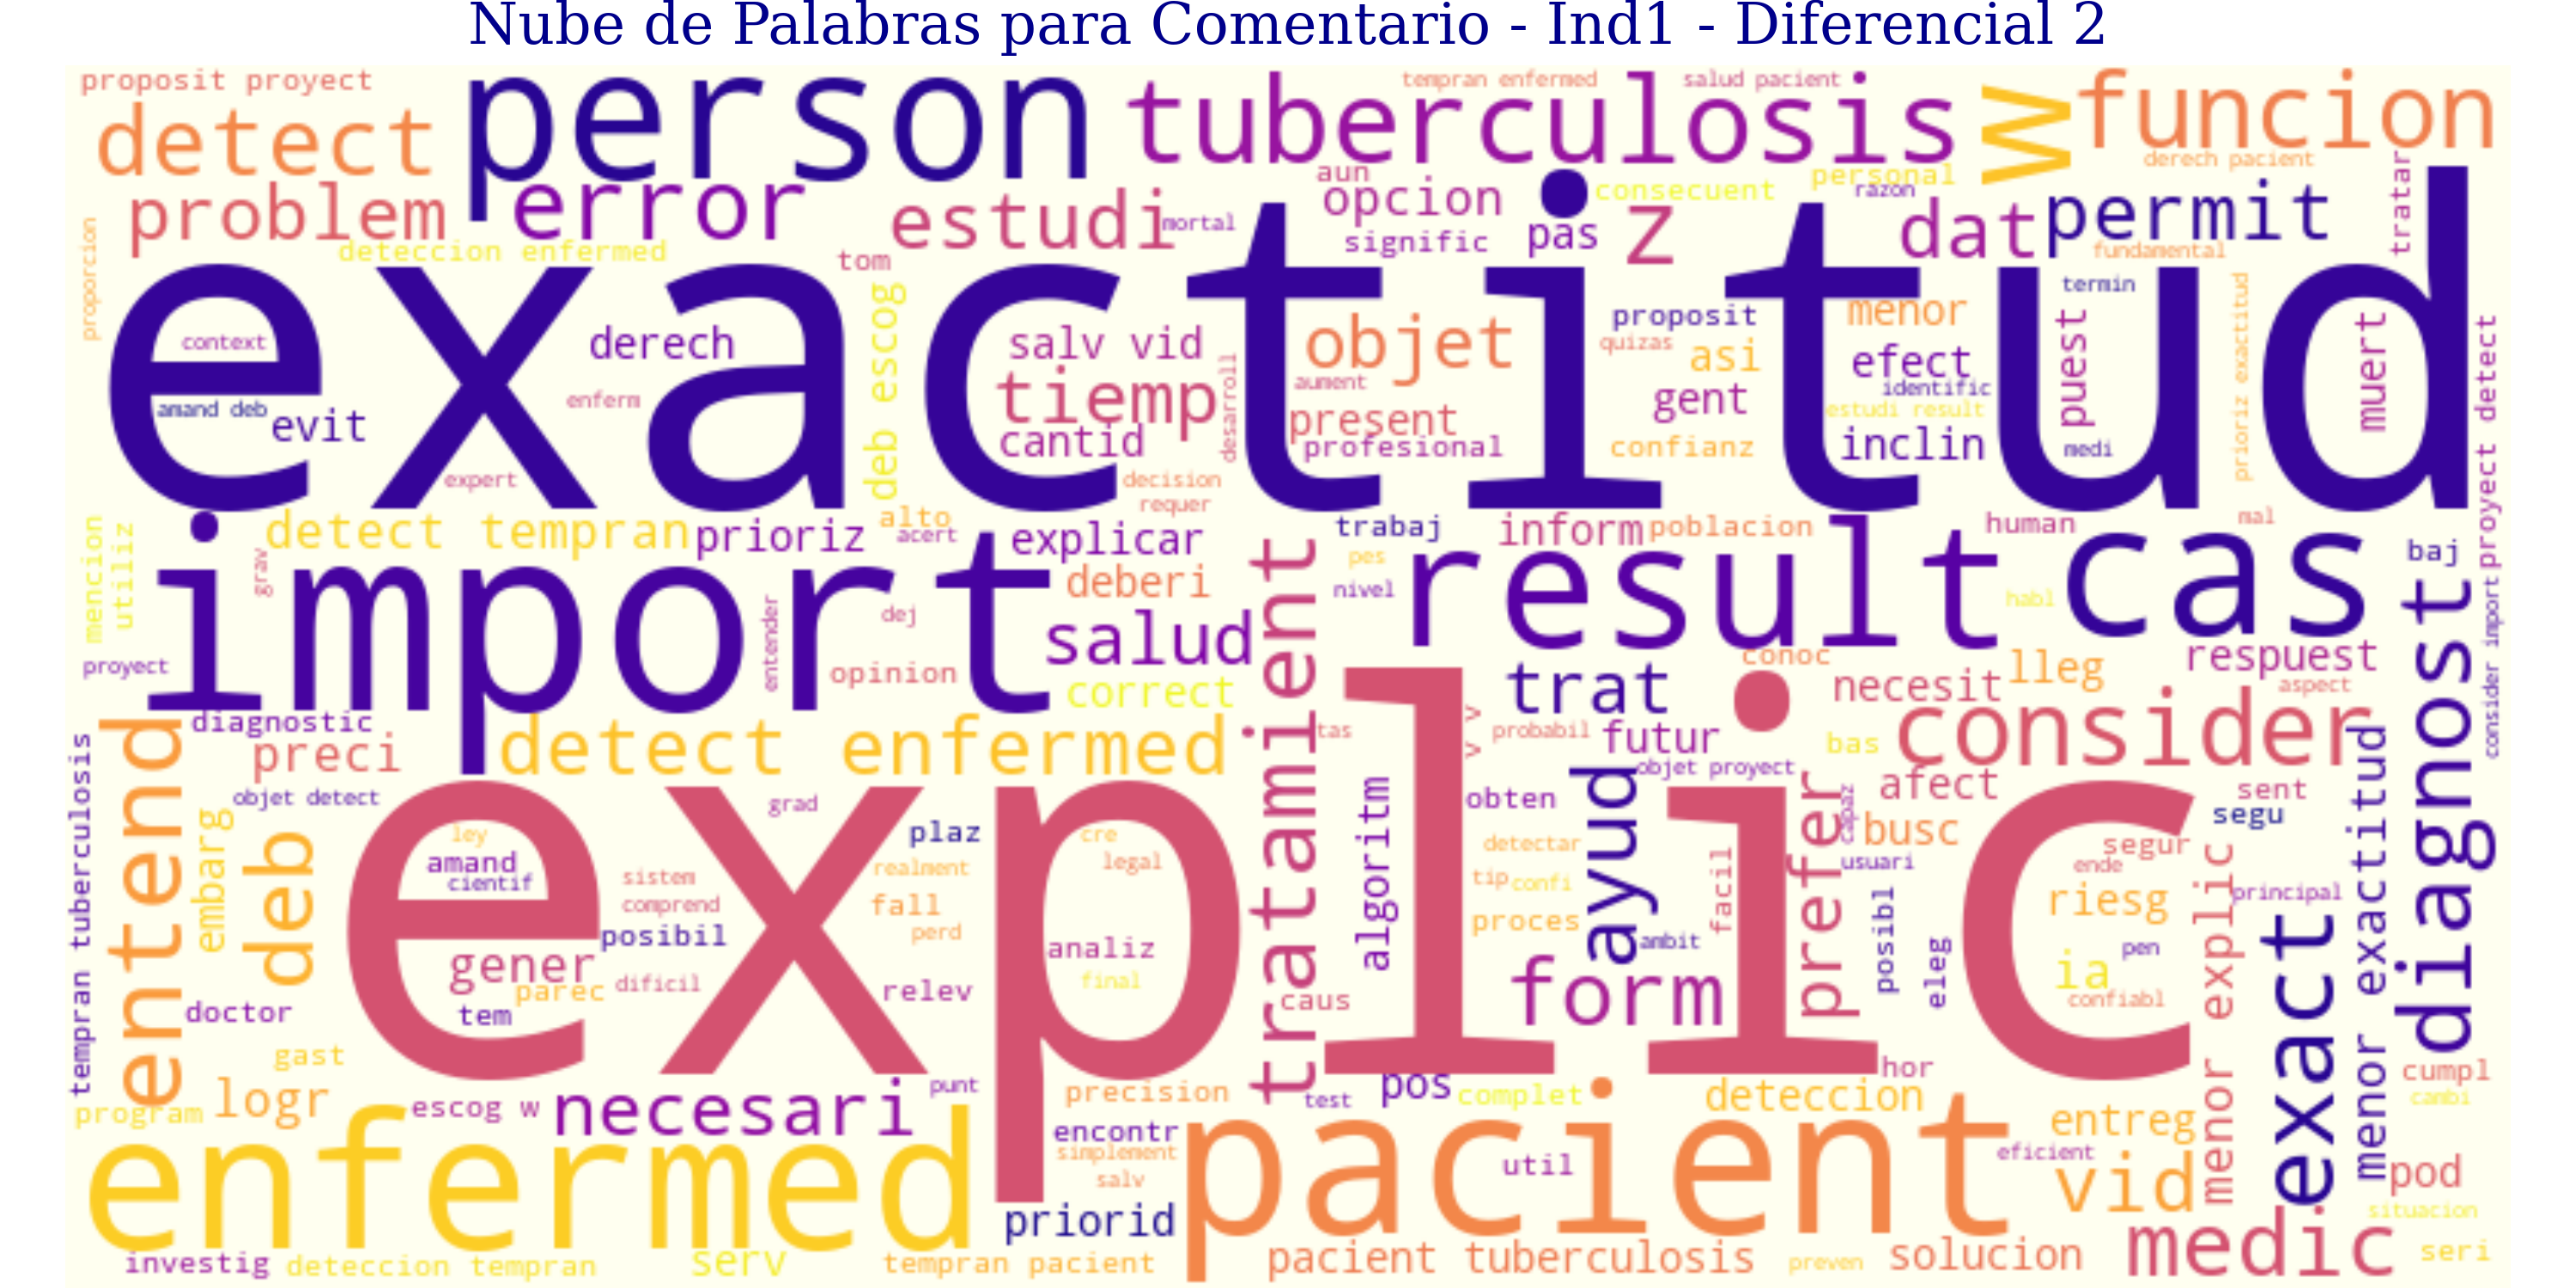 Nube de Palabras para Comentario - Ind1 - Diferencial 2
proposit proyect
person
tuberculosis
tempran enfermed
salud pacient
w
funcion
detect
derech pacient
problem
error
estudi
mortal
aun
opcion
signific
pas
consecuent
z
personal
razon
dat
permit
fundamental
tratar
proporcion
deteccion enfermed
tom
exactitud
context
amand deb
evit
expert
enferm
derech
deb escog
salv vid
tiemp
cantid
desarroll
decision
requer
objet
aument
present
profesional
proposit
quizas
asi
gent
confianz
menor
efect
identific
estudi result
inclin
termin
puest
medi
prioriz exactitud
muert
proyect detect
mencion
utiliz
grav
detect tempran
prioriz
alto
acert
explicar
trabaj
pes
nivel
inform
poblacion
human
mal
baj
import
entender
dej
opinion
deberi
salud
correct
tratamient
result
cas
habl
diagnost
consider import
proyect
diagnostic
preci
objet detect
detect enfermed
tas
v v
probabil
trat
futur
objet proyect
conoc
necesit
lleg
respuest
aspect
bas
consider
afect
sent
segu
tempran tuberculosis
entend
embarg
deb
explic
ley
amand
cientif
gener
parec
tem
grad
sistem
comprend
posibil
dificil
plaz
realment
fall
perd
relev
cre
legal
analiz
final
caus
algoritm
obten
detectar
tip
confi
proces
ayud
ambit
form
facil
prefer
capaz
busc
usuari
posibl
eleg
segur
ende
riesg
pen
ia
confiabl
principal
menor explic
exact
menor exactitud
doctor
gast
logr
program
escog w
necesari
punt
precision
test
pos
complet
deteccion
hor
entreg
cumpl
cambi
enfermed
encontr
simplement
salv
priorid
pacient
util
eficient
vid
pod
situacion
investig
deteccion tempran
serv
tempran pacient
pacient tuberculosis
preven
solucion
medic
seri